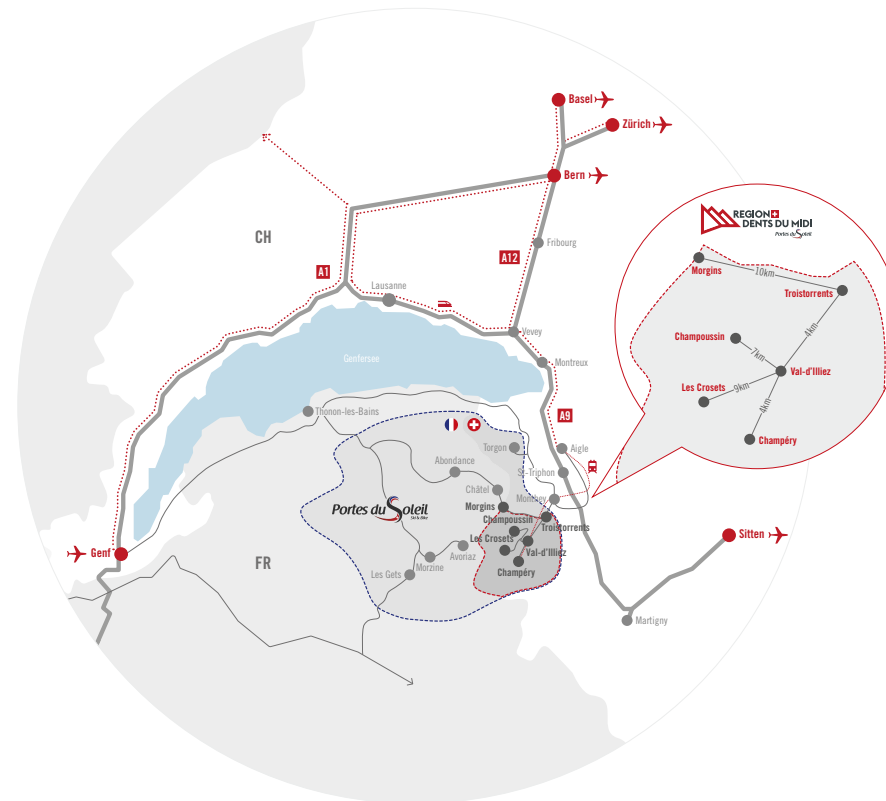 Basel
Zürich
Bern
CH
Fribourg
A12
A1
Lausanne
Vevey
Genfersee
Montreux
Thonon-les-Bains
A9
Torgon
Aigle
Abondance
St-Triphon
Châtel
Monthey
Portes du Soleil
Morgins
Champoussin
Troistorrents
Les Crosets
Val-d'Illiez
Avoriaz
Morzine
Champéry
Les Gets
Genf
FR
Sitten
Martigny
REGION
DENTS DU MIDI
Portes du Soleil
Morgins
10km
Troistorrents
Champoussin
4km
7km
Val-d'Illiez
Les Crosets
9km
4km
Champéry